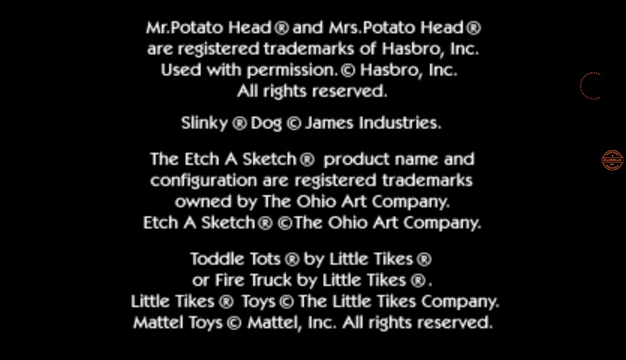 Mr.Potato Head ® and Mrs.Potato Head ®
are registered trademarks of Hasbro, Inc.
Used with permission. © Hasbro, Inc.
All rights reserved.
Slinky ® Dog © James Industries.
The Etch A Sketch ® product name and
configuration are registered trademarks
owned by The Ohio Art Company.
Etch A Sketch ® © The Ohio Art Company.
Toddle Tots ® by Little Tikes ®
or Fire Truck by Little Tikes ® .
Little Tikes ® Toys © The Little Tikes Company.
Mattel Toys © Mattel, Inc. All rights reserved.